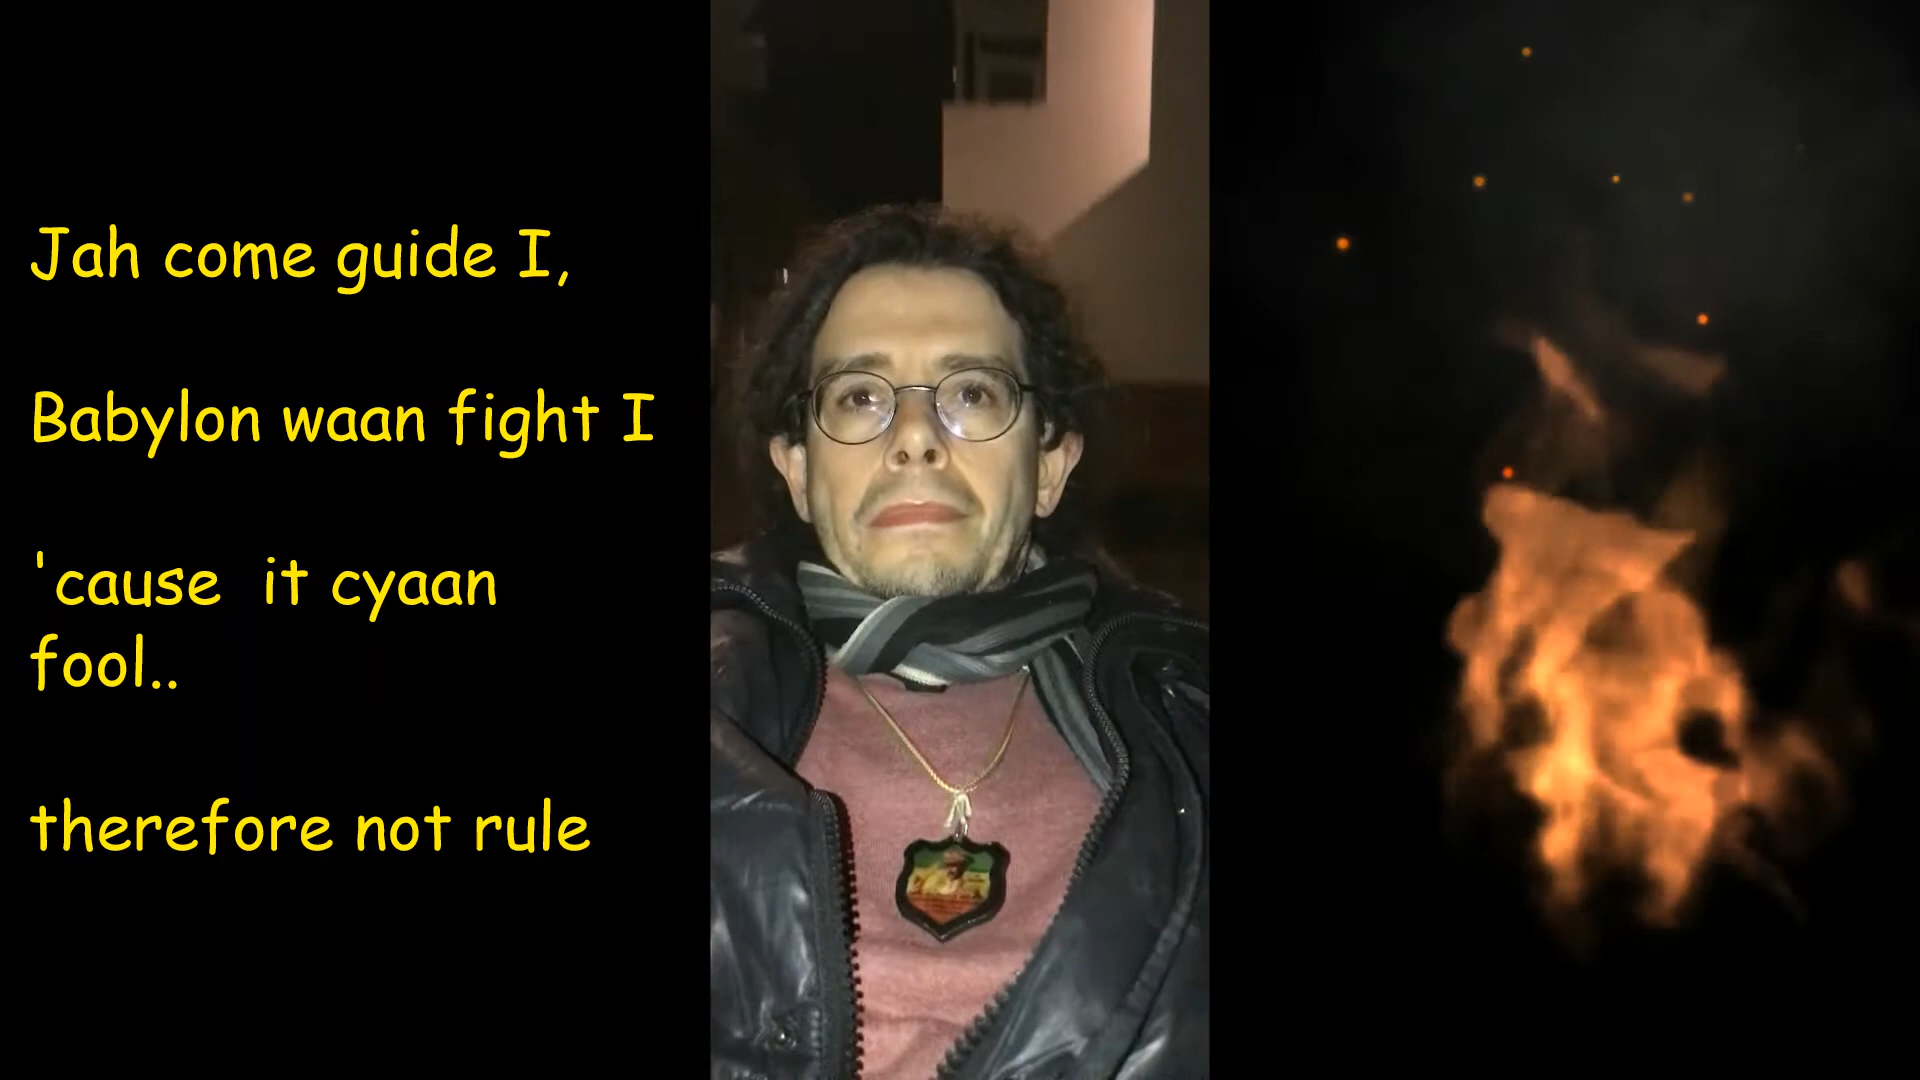 Jah come guide I,
Babylon waan fight I
'cause  it cyaan
fool..
therefore not rule